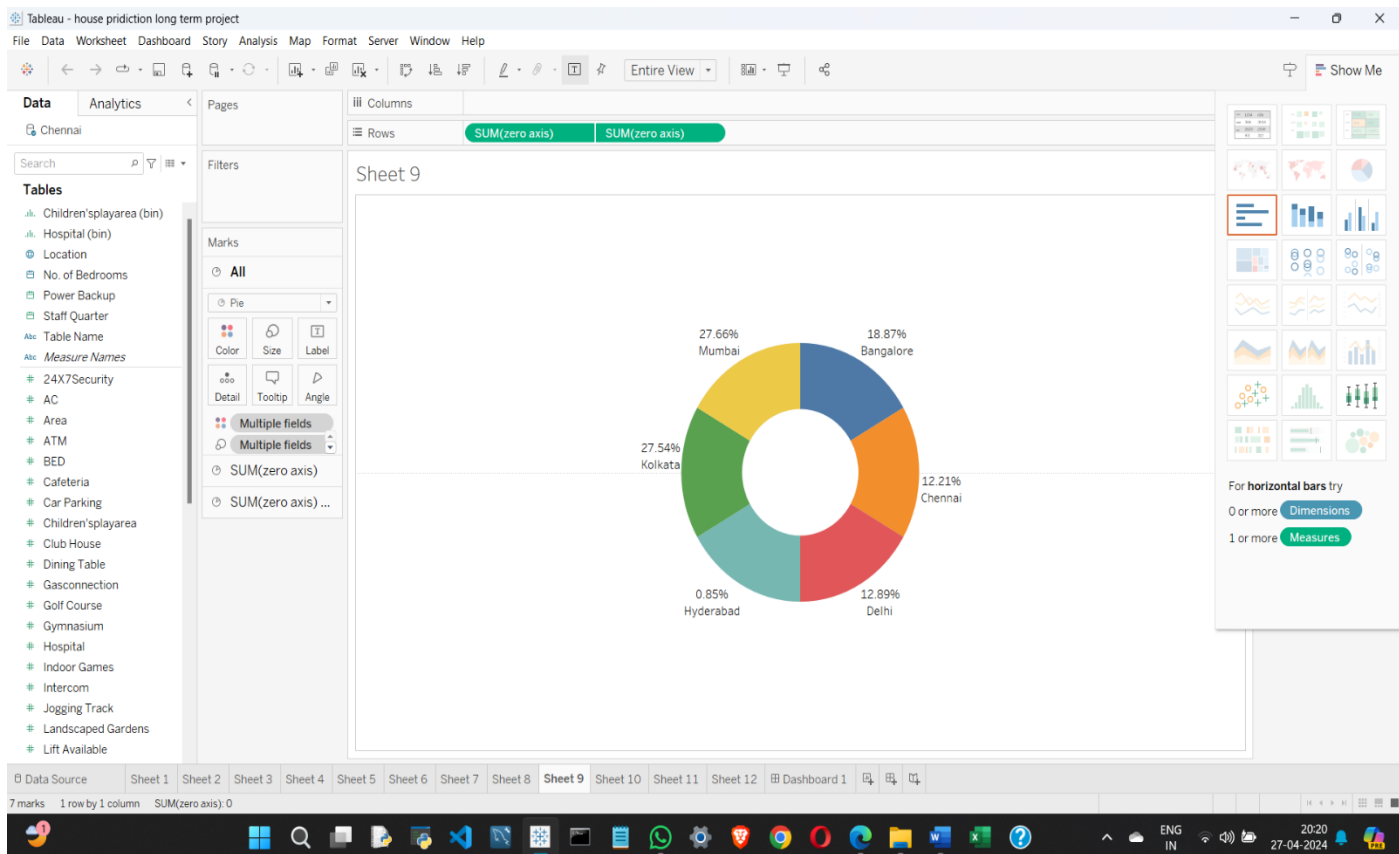 Tableau - house pridiction long term project
File Data Worksheet Dashboard Story Analysis Map Format Server Window Help
Entire View
Show Me
Data Analytics
Chennai
Search
Tables
Children'splayarea (bin)
Hospital (bin)
Location
No. of Bedrooms
Power Backup
Staff Quarter
Abc Table Name
Abc Measure Names
# 24X7Security
# AC
# Area
# ATM
# BED
# Cafeteria
# Car Parking
# Children'splayarea
# Club House
# Dining Table
# Gasconnection
# Golf Course
# Gymnasium
# Hospital
# Indoor Games
# Intercom
# Jogging Track
# Landscaped Gardens
# Lift Available
Pages
Filters
Marks
All
Pie
Color Size Label
Detail Tooltip Angle
Multiple fields
Multiple fields
SUM(zero axis)
SUM(zero axis) ...
Columns
Rows SUM(zero axis) SUM(zero axis)
Sheet 9
27.66%
Mumbai
18.87%
Bangalore
27.54%
Kolkata
12.21%
Chennai
0.85%
Hyderabad
12.89%
Delhi
For horizontal bars try
0 or more Dimensions
1 or more Measures
Data Source Sheet 1 Sheet 2 Sheet 3 Sheet 4 Sheet 5 Sheet 6 Sheet 7 Sheet 8 Sheet 9 Sheet 10 Sheet 11 Sheet 12 Dashboard 1
7 marks 1 row by 1 column SUM(zero axis): 0
1
ENG
IN
20:20
27-04-2024
PRE